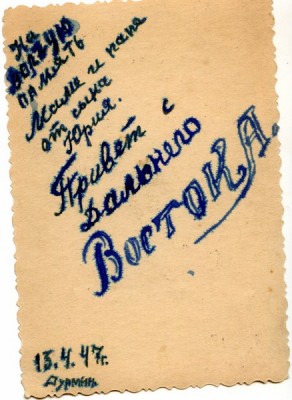 На
долгую
память
Маме и папе
от сына
Юрия.
Привет с
Дальнего
Востока.
13.4.47г.